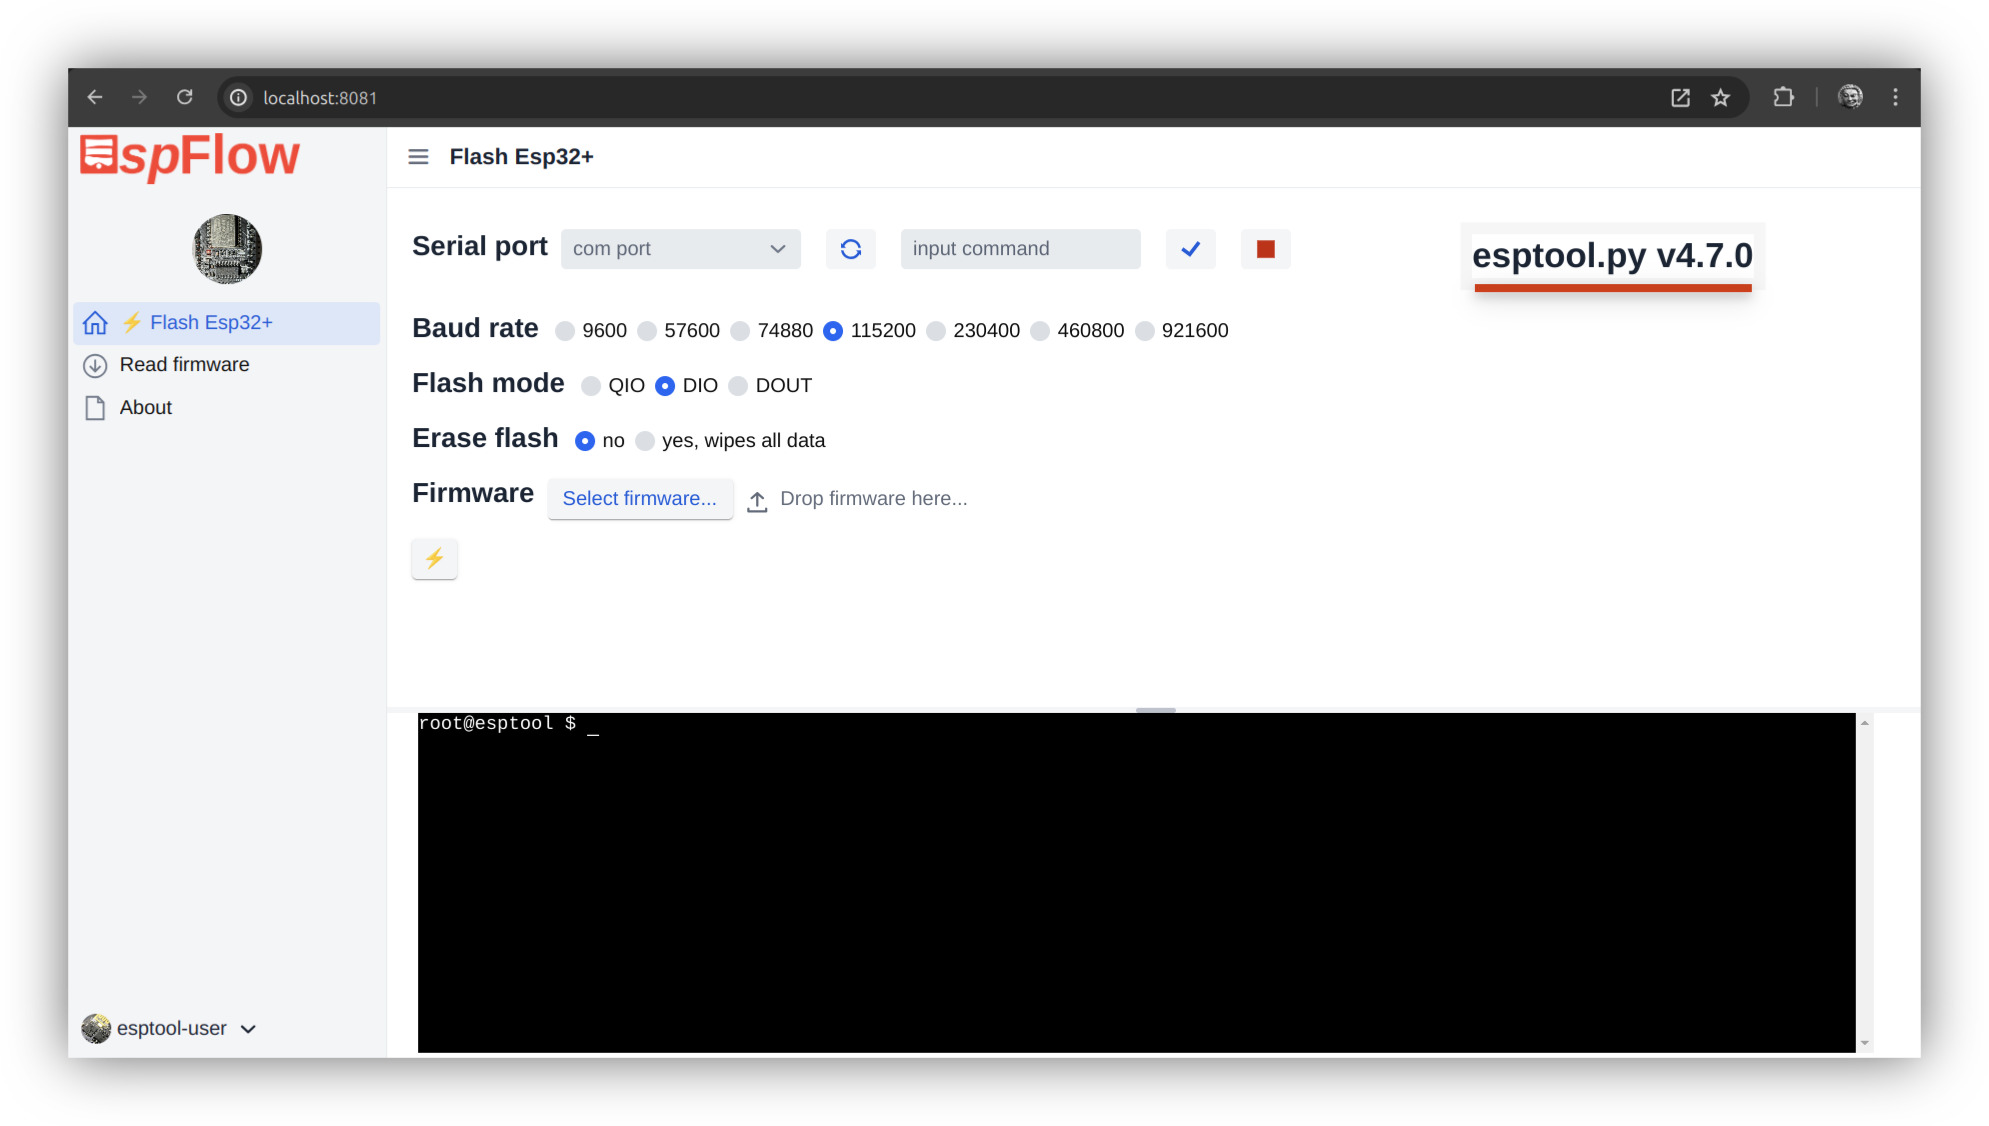 localhost:8081
EspFlow
Flash Esp32+
Serial port com port input command
esptool.py v4.7.0
Baud rate 9600 57600 74880 115200 230400 460800 921600
Flash mode QIO DIO DOUT
Erase flash no yes, wipes all data
Firmware Select firmware... Drop firmware here...
⚡ Flash Esp32+
Read firmware
About
root@esptool $ _
esptool-user